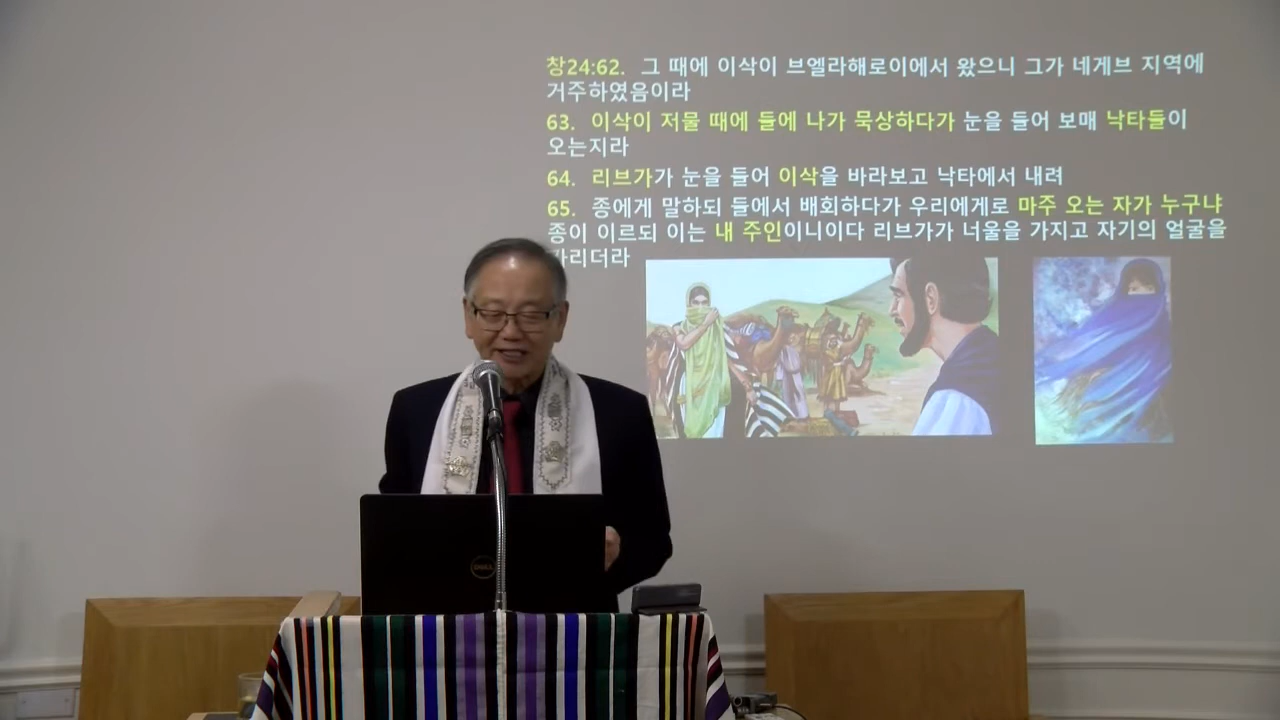 창24:62. 그 때에 이삭이 브엘라해로이에서 왔으니 그가 네게브 지역에
거주하였음이라
63. 이삭이 저물 때에 들에 나가 묵상하다가 눈을 들어 보매 낙타들이
오는지라
64. 리브가가 눈을 들어 이삭을 바라보고 낙타에서 내려
65. 종에게 말하되 들에서 배회하다가 우리에게로 마주 오는 자가 누구냐
종이 이르되 이는 내 주인이니이다 리브가가 너울을 가지고 자기의 얼굴을
가리더라
DELL